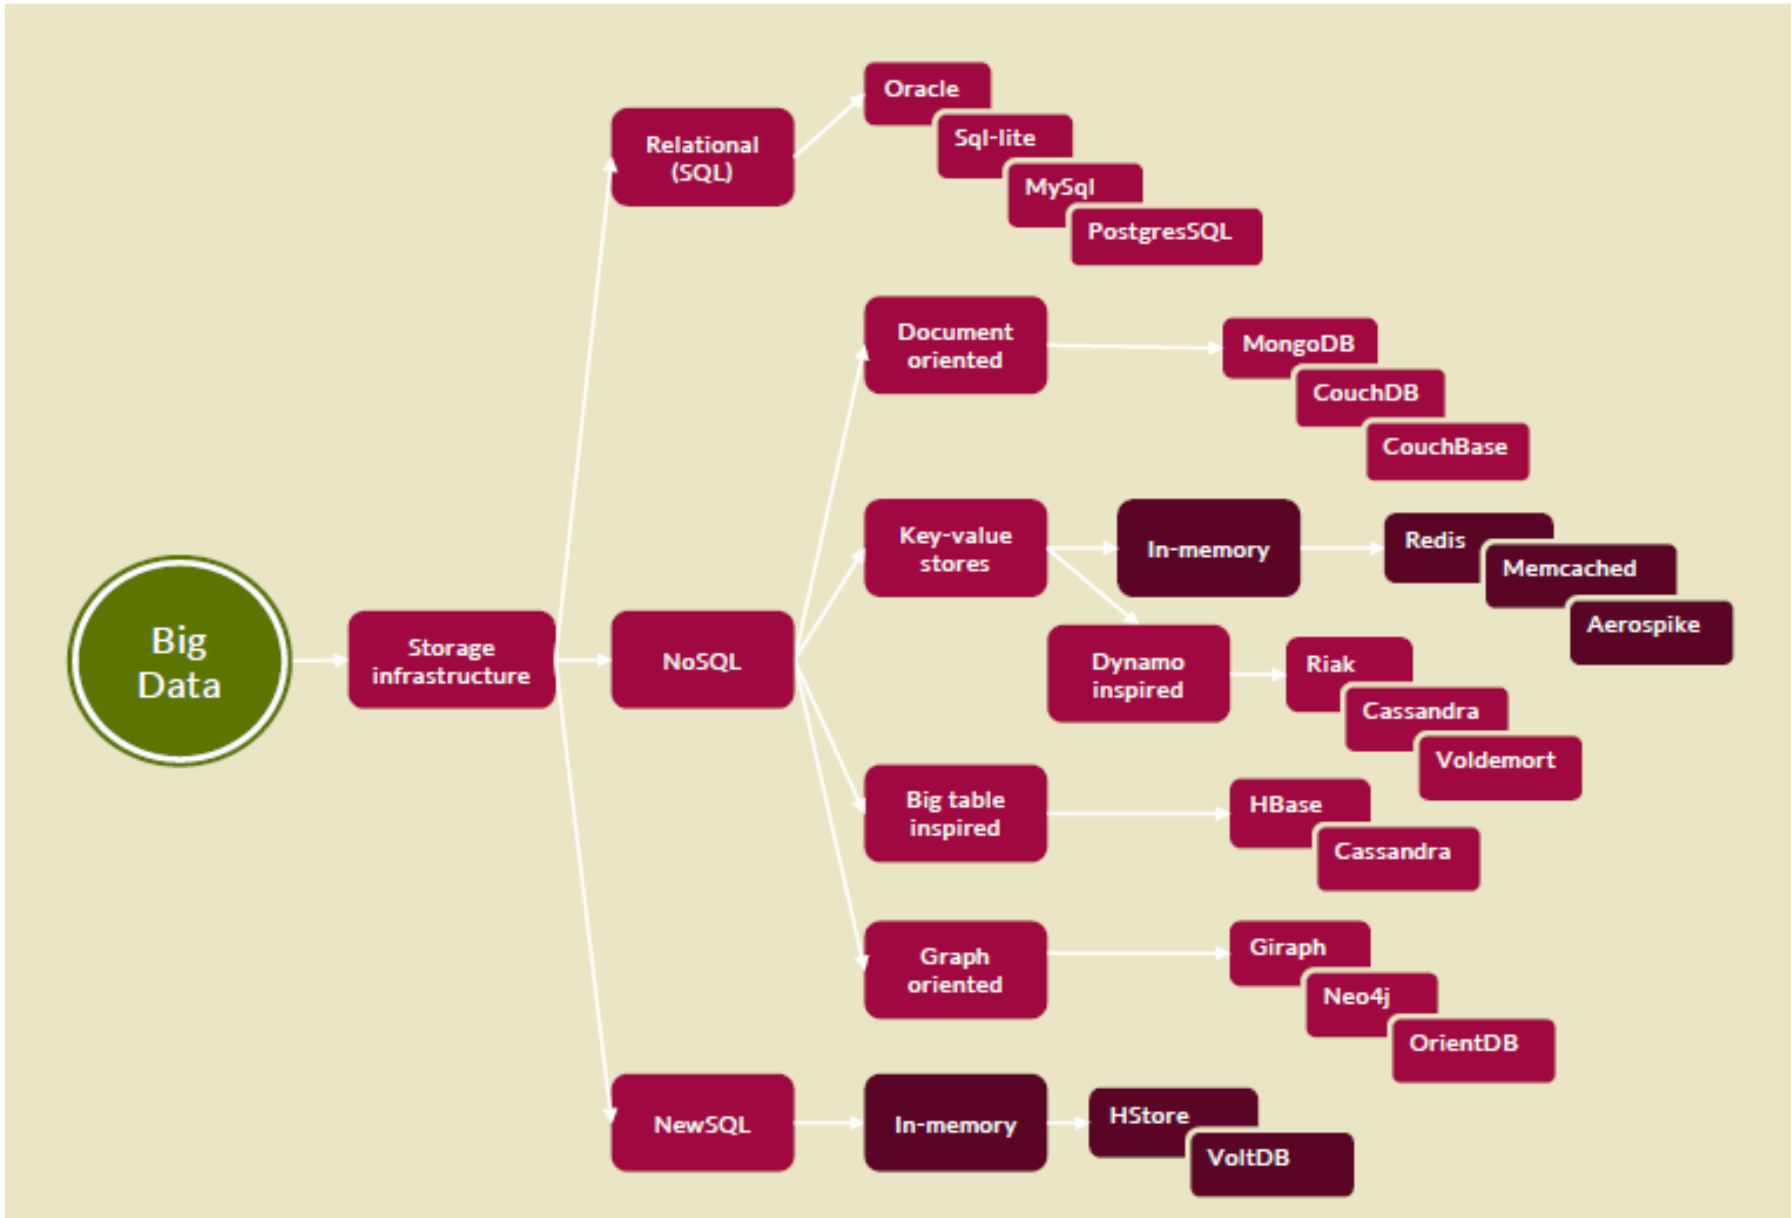 Big
Data
Storage
infrastructure
Relational
(SQL)
Oracle
Sql-lite
MySql
PostgresSQL
NoSQL
Document
oriented
MongoDB
CouchDB
CouchBase
Key-value
stores
In-memory
Redis
Memcached
Aerospike
Dynamo
inspired
Riak
Cassandra
Voldemort
Big table
inspired
HBase
Cassandra
Graph
oriented
Giraph
Neo4j
OrientDB
NewSQL
In-memory
HStore
VoltDB